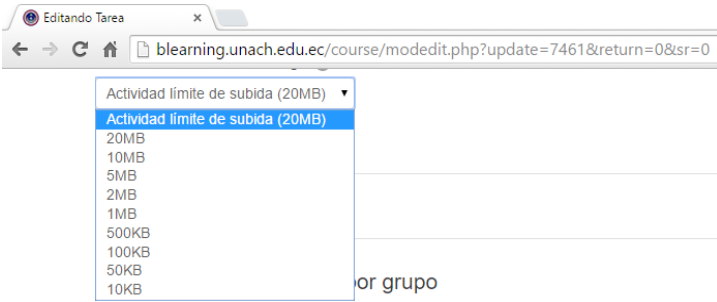 Editando Tarea
blearning.unach.edu.ec/course/modedit.php?update=7461&return=0&sr=0
Actividad límite de subida (20MB)
Actividad límite de subida (20MB)
20MB
10MB
5MB
2MB
1MB
500KB
100KB
50KB
por grupo
10KB